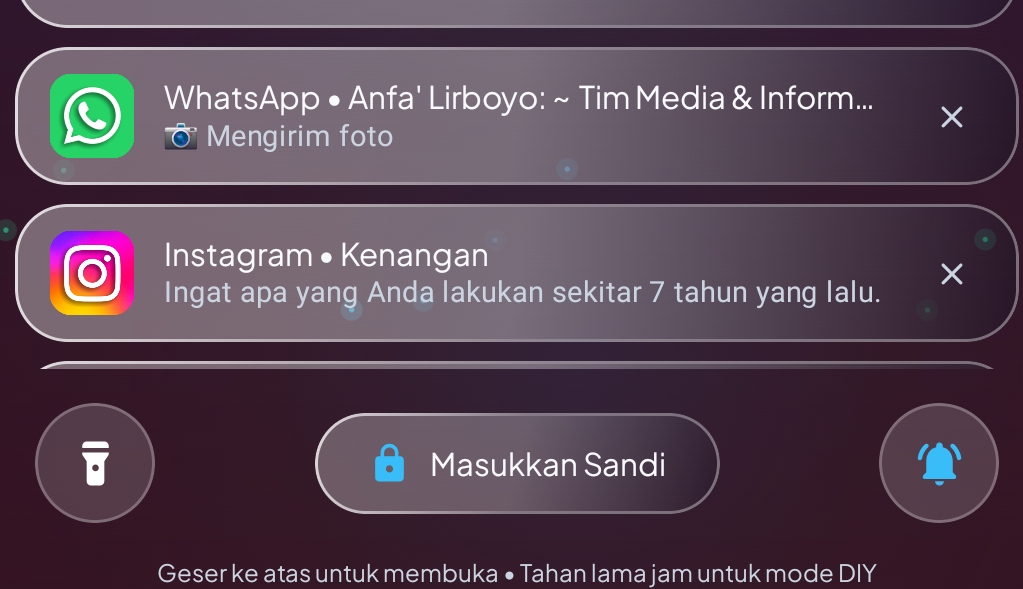 WhatsApp • Anfa' Lirboyo: ~ Tim Media & Inform...
📷 Mengirim foto
Instagram • Kenangan
Ingat apa yang Anda lakukan sekitar 7 tahun yang lalu.
Masukkan Sandi
Geser ke atas untuk membuka • Tahan lama jam untuk mode DIY